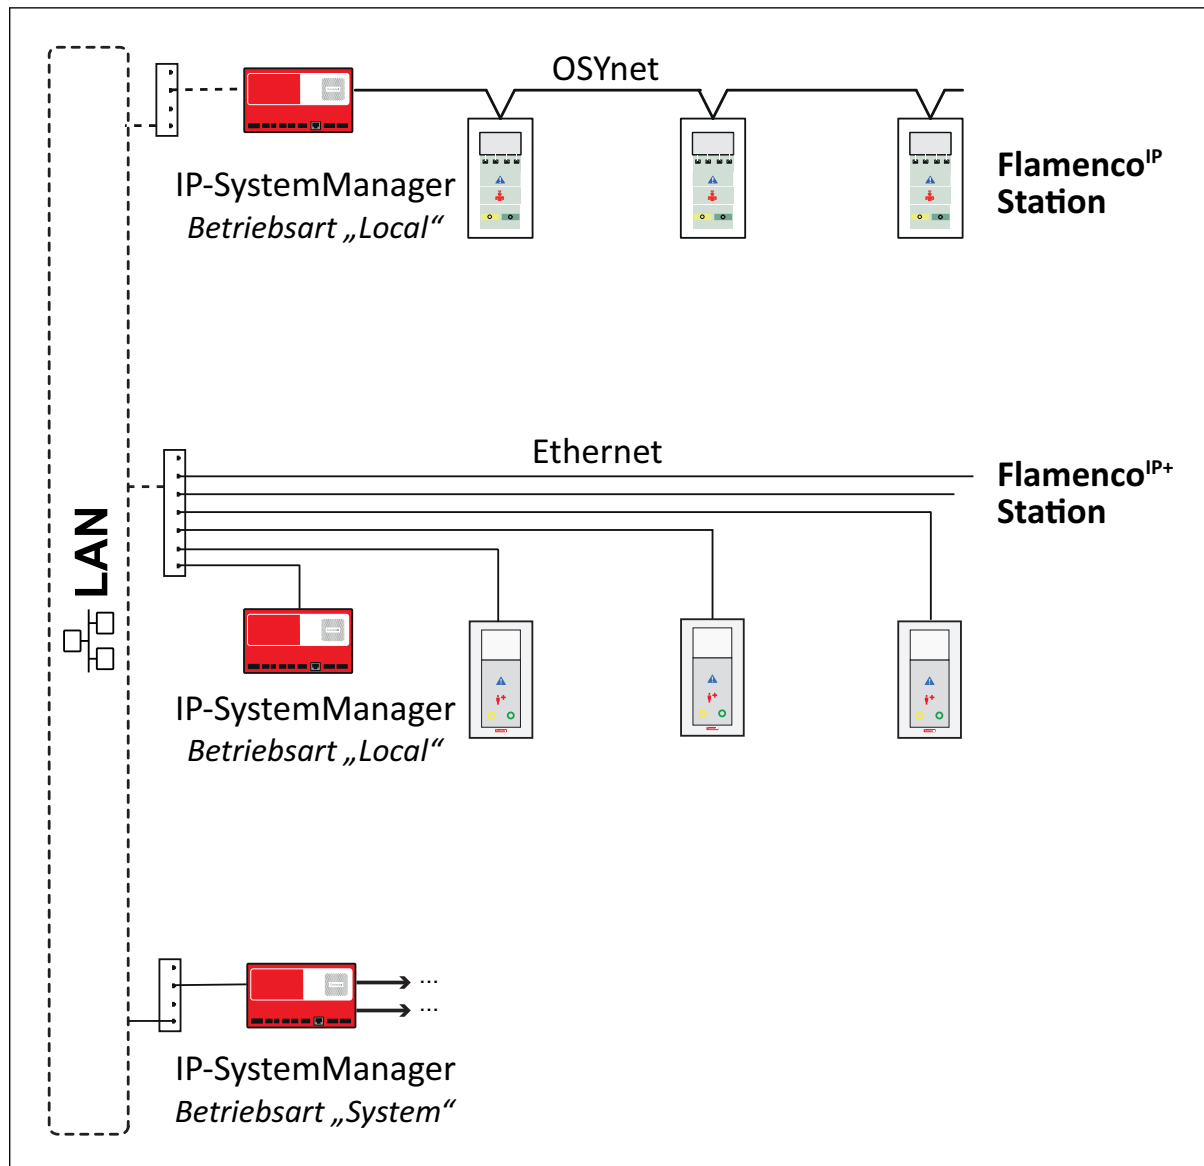 OSYnet
IP-SystemManager
Betriebsart „Local“
Flamenco^IP
Station
Ethernet
Flamenco^IP+
Station
LAN
IP-SystemManager
Betriebsart „Local“
IP-SystemManager
Betriebsart „System“
...
...